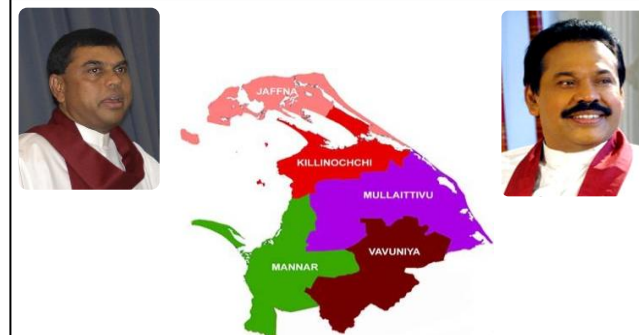 JAFFNA
KILLINOCHCHI
MULLAITTIVU
VAVUNIYA
MANNAR